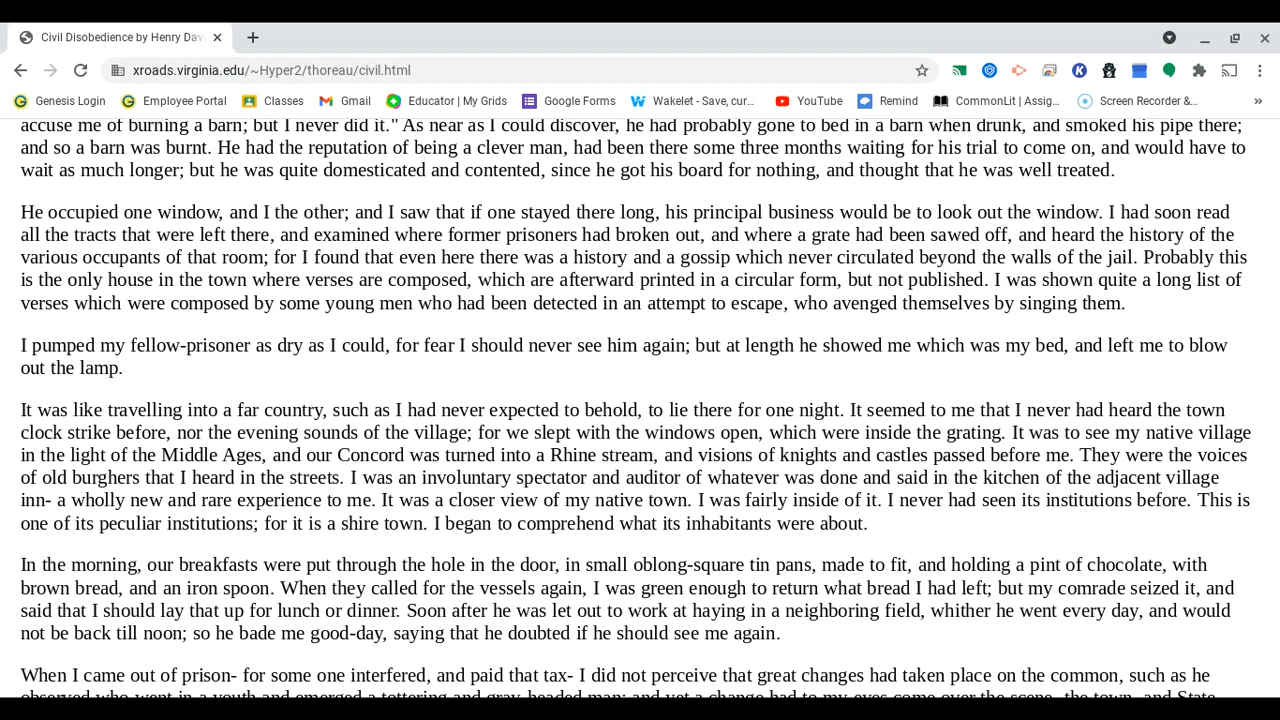 Civil Disobedience by Henry Dav
xroads.virginia.edu/~Hyper2/thoreau/civil.html
Genesis Login Employee Portal Classes Gmail Educator | My Grids Google Forms Wakelet - Save, cur... YouTube Remind CommonLit | Assig... Screen Recorder &... »
accuse me of burning a barn; but I never did it." As near as I could discover, he had probably gone to bed in a barn when drunk, and smoked his pipe there;
and so a barn was burnt. He had the reputation of being a clever man, had been there some three months waiting for his trial to come on, and would have to
wait as much longer; but he was quite domesticated and contented, since he got his board for nothing, and thought that he was well treated.
He occupied one window, and I the other; and I saw that if one stayed there long, his principal business would be to look out the window. I had soon read
all the tracts that were left there, and examined where former prisoners had broken out, and where a grate had been sawed off, and heard the history of the
various occupants of that room; for I found that even here there was a history and a gossip which never circulated beyond the walls of the jail. Probably this
is the only house in the town where verses are composed, which are afterward printed in a circular form, but not published. I was shown quite a long list of
verses which were composed by some young men who had been detected in an attempt to escape, who avenged themselves by singing them.
I pumped my fellow-prisoner as dry as I could, for fear I should never see him again; but at length he showed me which was my bed, and left me to blow
out the lamp.
It was like travelling into a far country, such as I had never expected to behold, to lie there for one night. It seemed to me that I never had heard the town
clock strike before, nor the evening sounds of the village; for we slept with the windows open, which were inside the grating. It was to see my native village
in the light of the Middle Ages, and our Concord was turned into a Rhine stream, and visions of knights and castles passed before me. They were the voices
of old burghers that I heard in the streets. I was an involuntary spectator and auditor of whatever was done and said in the kitchen of the adjacent village
inn- a wholly new and rare experience to me. It was a closer view of my native town. I was fairly inside of it. I never had seen its institutions before. This is
one of its peculiar institutions; for it is a shire town. I began to comprehend what its inhabitants were about.
In the morning, our breakfasts were put through the hole in the door, in small oblong-square tin pans, made to fit, and holding a pint of chocolate, with
brown bread, and an iron spoon. When they called for the vessels again, I was green enough to return what bread I had left; but my comrade seized it, and
said that I should lay that up for lunch or dinner. Soon after he was let out to work at haying in a neighboring field, whither he went every day, and would
not be back till noon; so he bade me good-day, saying that he doubted if he should see me again.
When I came out of prison- for some one interfered, and paid that tax- I did not perceive that great changes had taken place on the common, such as he
observed who went in a youth and emerged a tottering and gray-headed man; and yet a change had to my eyes come over the scene- the town, and State,